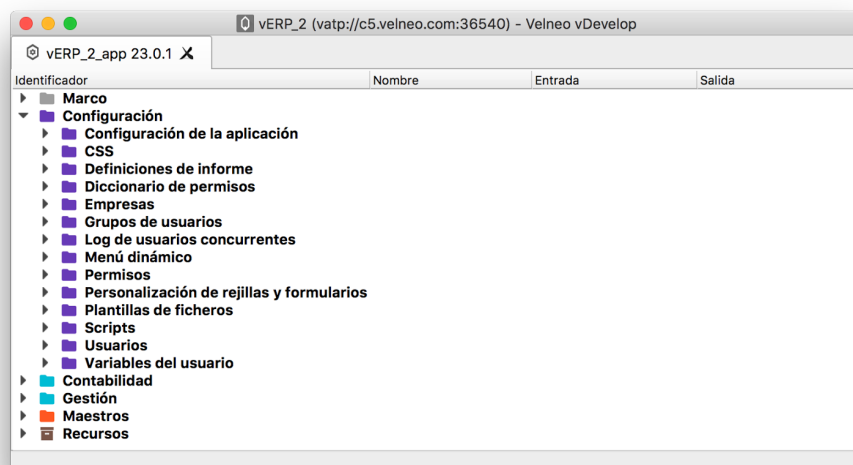 vERP_2 (vatp://c5.velneo.com:36540) - Velneo vDevelop
vERP_2_app 23.0.1
Identificador Nombre Entrada Salida
Marco
Configuración
Configuración de la aplicación
CSS
Definiciones de informe
Diccionario de permisos
Empresas
Grupos de usuarios
Log de usuarios concurrentes
Menú dinámico
Permisos
Personalización de rejillas y formularios
Plantillas de ficheros
Scripts
Usuarios
Variables del usuario
Contabilidad
Gestión
Maestros
Recursos